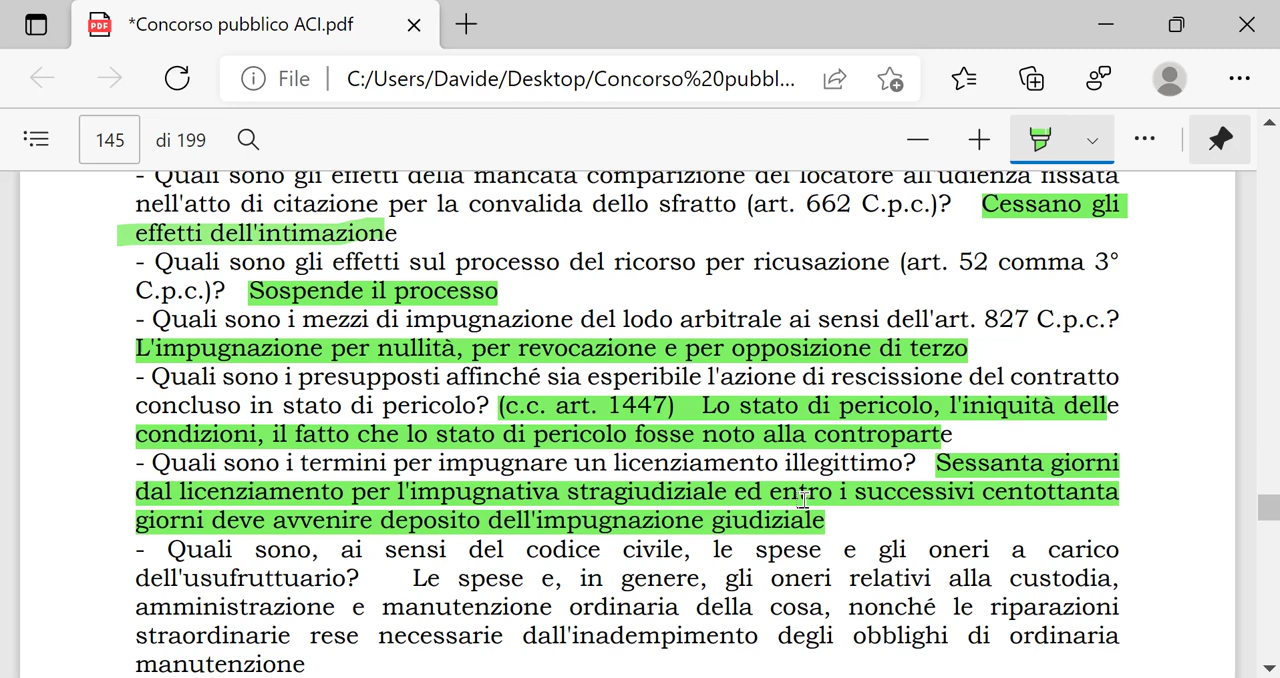 *Concorso pubblico ACI.pdf
File
C:/Users/Davide/Desktop/Concorso%20pubbl...
145 di 199
- Quali sono gli effetti della mancata comparizione del locatore all'udienza fissata
nell'atto di citazione per la convalida dello sfratto (art. 662 C.p.c.)? Cessano gli
effetti dell'intimazione
- Quali sono gli effetti sul processo del ricorso per ricusazione (art. 52 comma 3°
C.p.c.)? Sospende il processo
- Quali sono i mezzi di impugnazione del lodo arbitrale ai sensi dell'art. 827 C.p.c.?
L'impugnazione per nullità, per revocazione e per opposizione di terzo
- Quali sono i presupposti affinché sia esperibile l'azione di rescissione del contratto
concluso in stato di pericolo? (c.c. art. 1447) Lo stato di pericolo, l'iniquità delle
condizioni, il fatto che lo stato di pericolo fosse noto alla controparte
- Quali sono i termini per impugnare un licenziamento illegittimo? Sessanta giorni
dal licenziamento per l'impugnativa stragiudiziale ed entro i successivi centottanta
giorni deve avvenire deposito dell'impugnazione giudiziale
- Quali sono, ai sensi del codice civile, le spese e gli oneri a carico
dell'usufruttuario? Le spese e, in genere, gli oneri relativi alla custodia,
amministrazione e manutenzione ordinaria della cosa, nonché le riparazioni
straordinarie rese necessarie dall'inadempimento degli obblighi di ordinaria
manutenzione